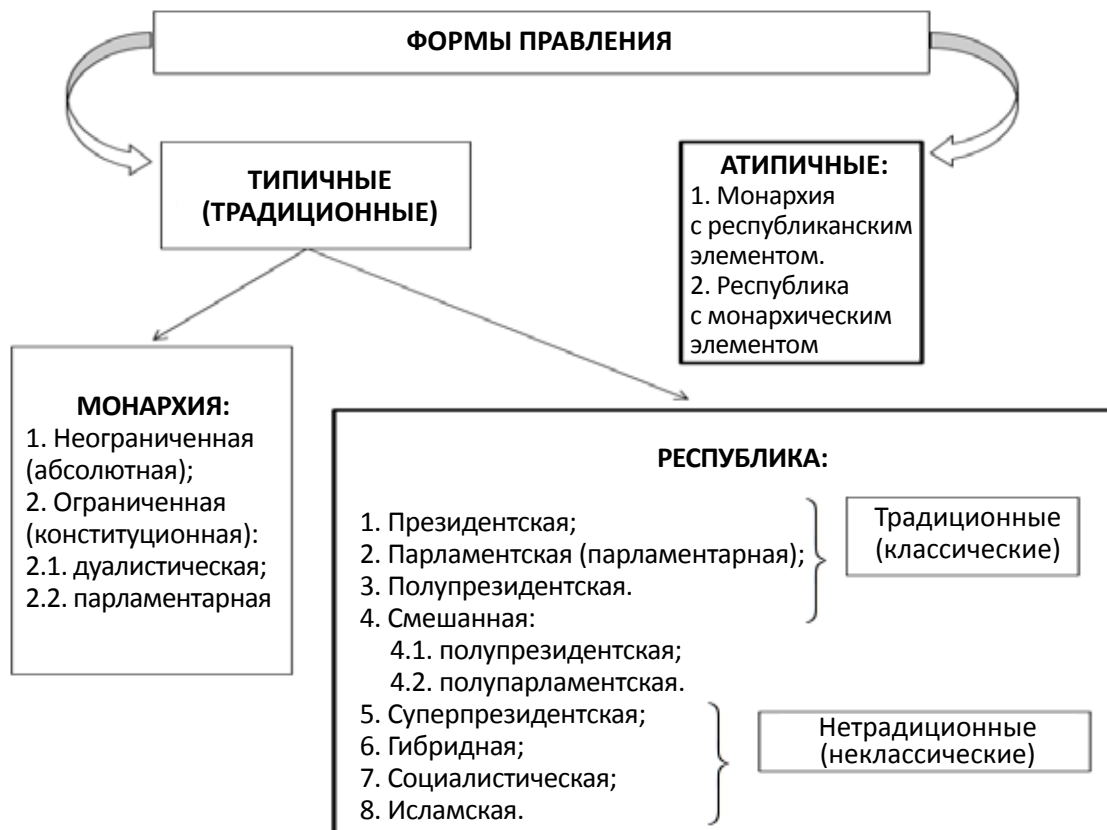 ФОРМЫ ПРАВЛЕНИЯ
ТИПИЧНЫЕ
(ТРАДИЦИОННЫЕ)
АТИПИЧНЫЕ:
1. Монархия
с республиканским
элементом.
2. Республика
с монархическим
элементом
МОНАРХИЯ:
1. Неограниченная
(абсолютная);
2. Ограниченная
(конституционная):
2.1. дуалистическая;
2.2. парламентарная
РЕСПУБЛИКА:
1. Президентская;
2. Парламентская (парламентарная);
3. Полупрезидентская.
4. Смешанная:
4.1. полупрезидентская;
4.2. полупарламентская.
Традиционные
(классические)
5. Суперпрезидентская;
6. Гибридная;
7. Социалистическая;
8. Исламская.
Нетрадиционные
(неклассические)